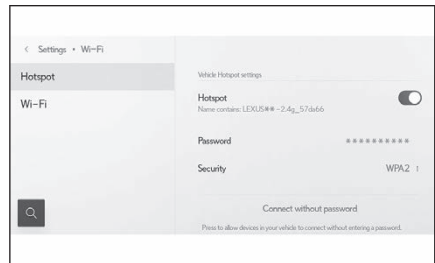 < Settings • Wi-Fi
Hotspot
Wi-Fi
Vehicle Hotspot settings
Hotspot
Name contains: LEXUS**-2.4g_57da66
Password
**********
Security
WPA2
Connect without password
Press to allow devices in your vehicle to connect without entering a password.